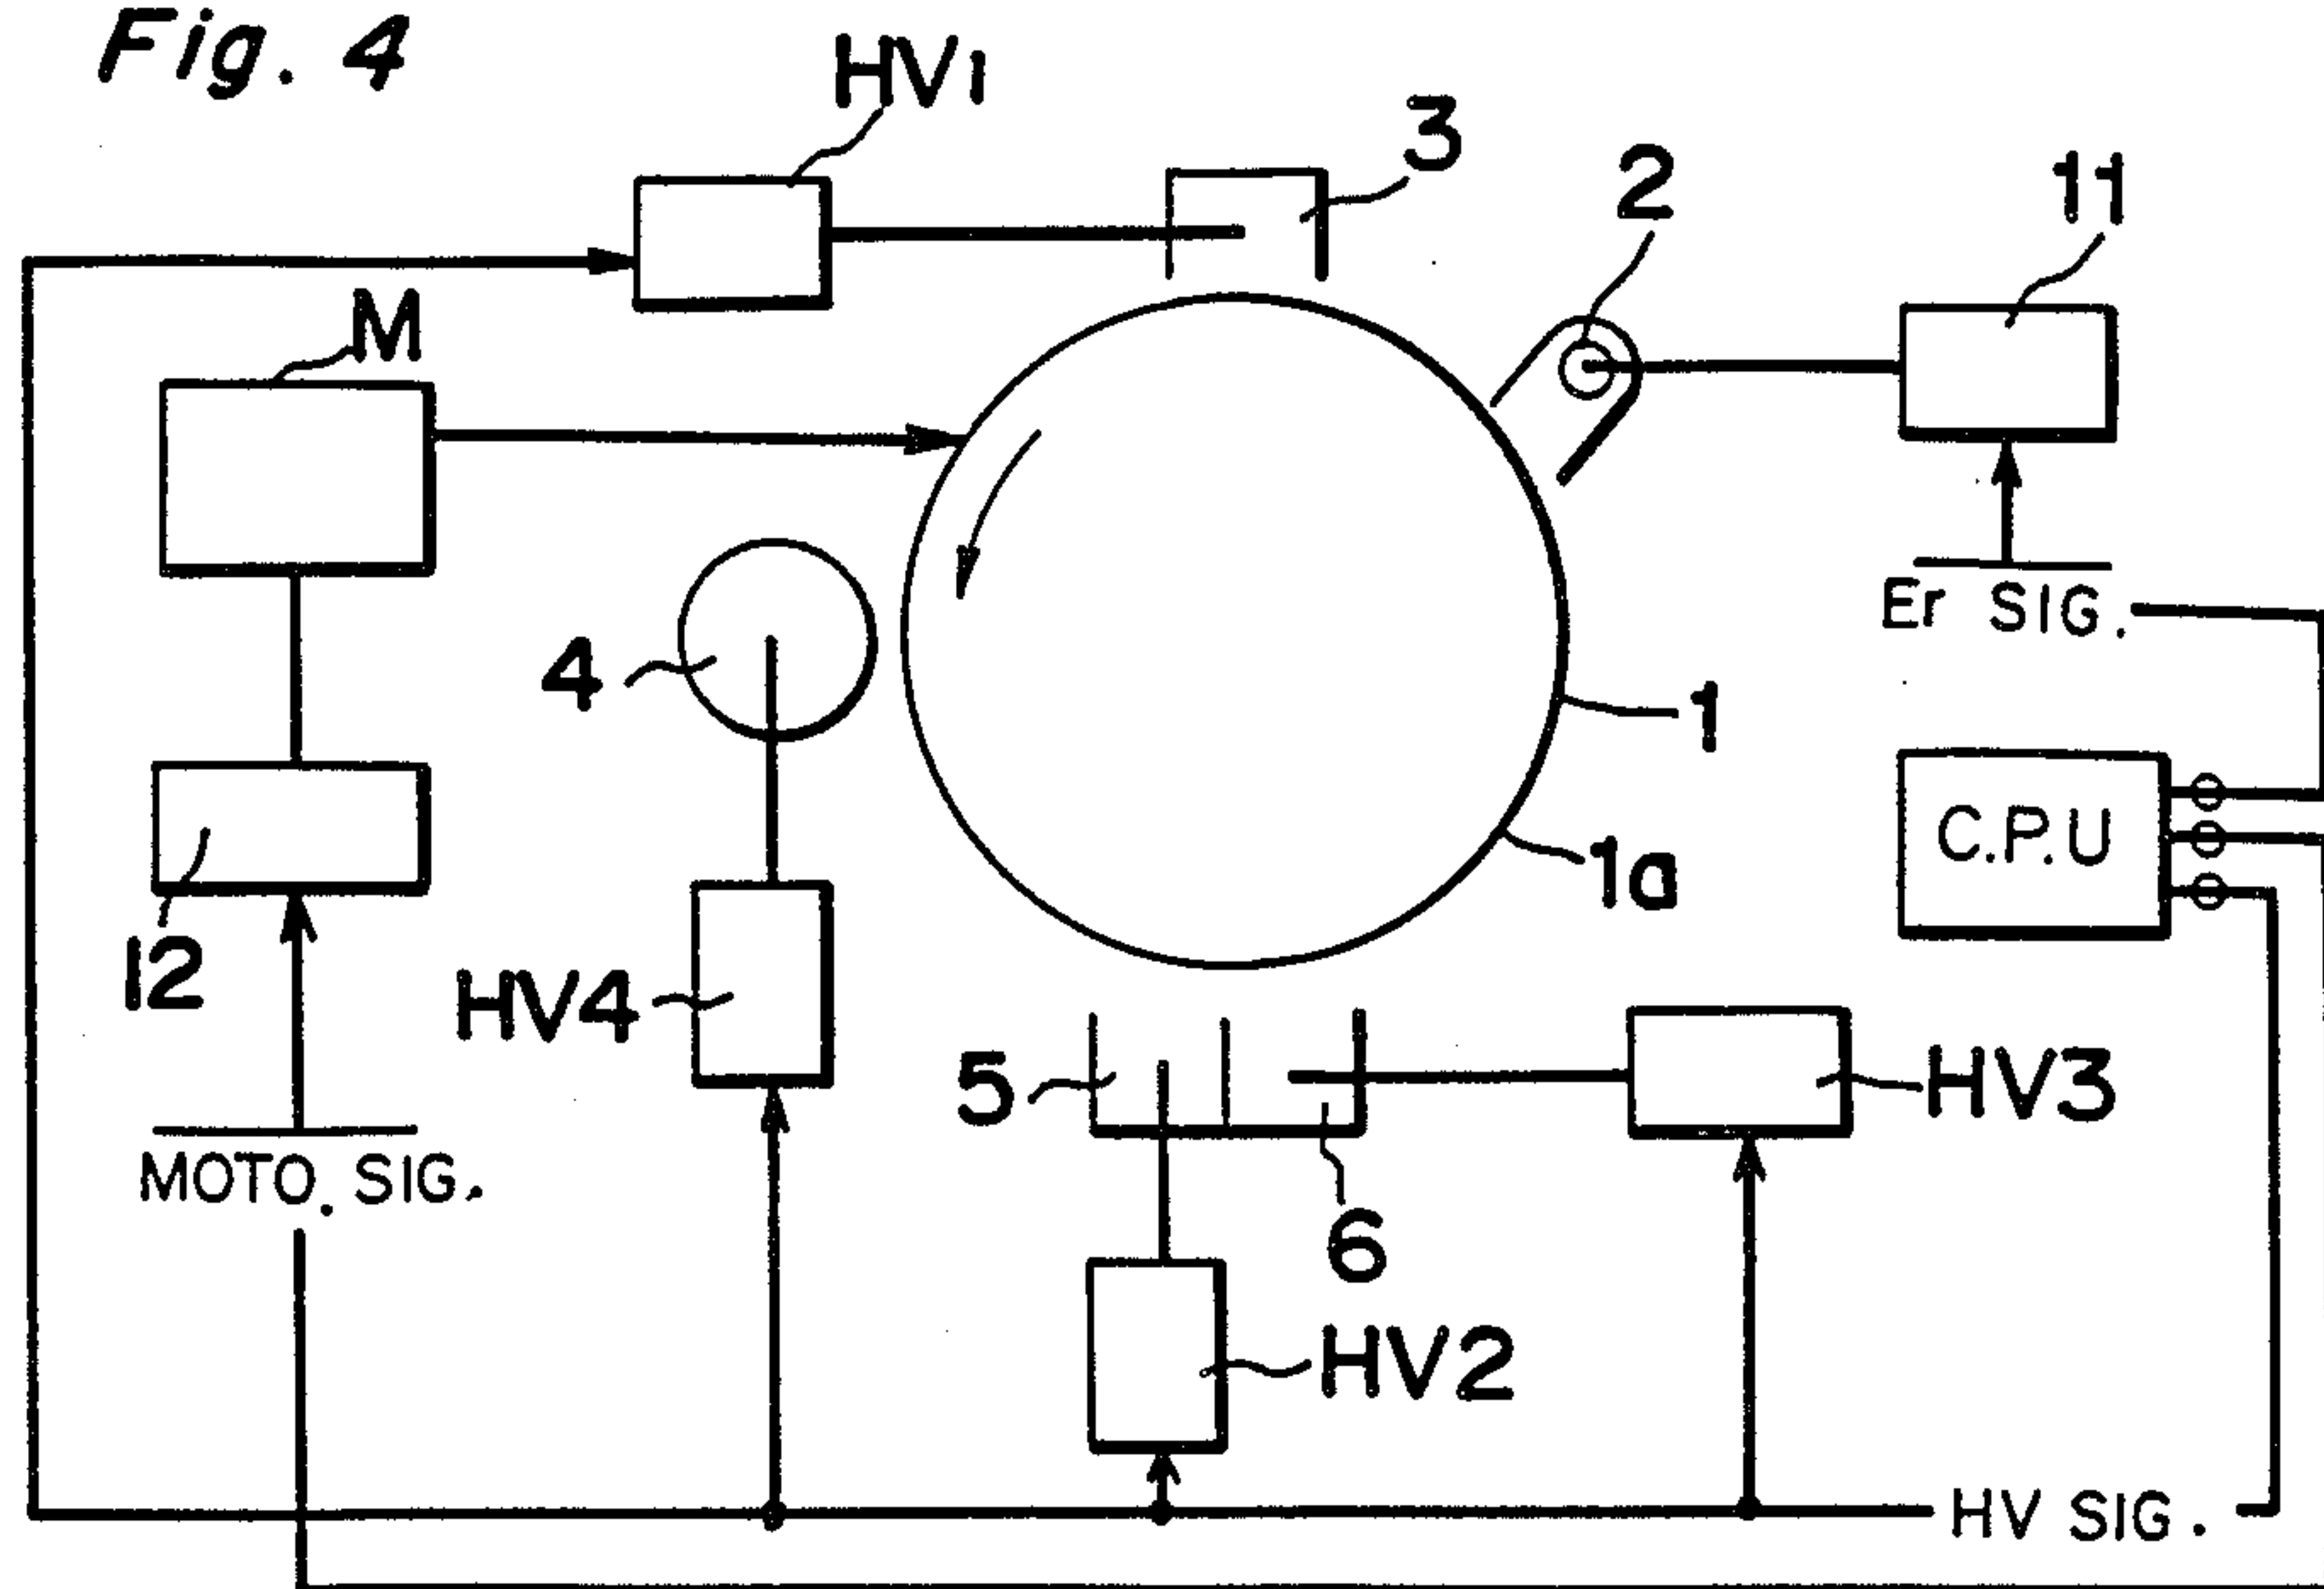 Fig. 4
HV1
3
2
11
M
Er SIG.
4
1
C.P.U
1a
12
HV4
5
HV3
MOTO. SIG.
6
HV2
HV SIG.